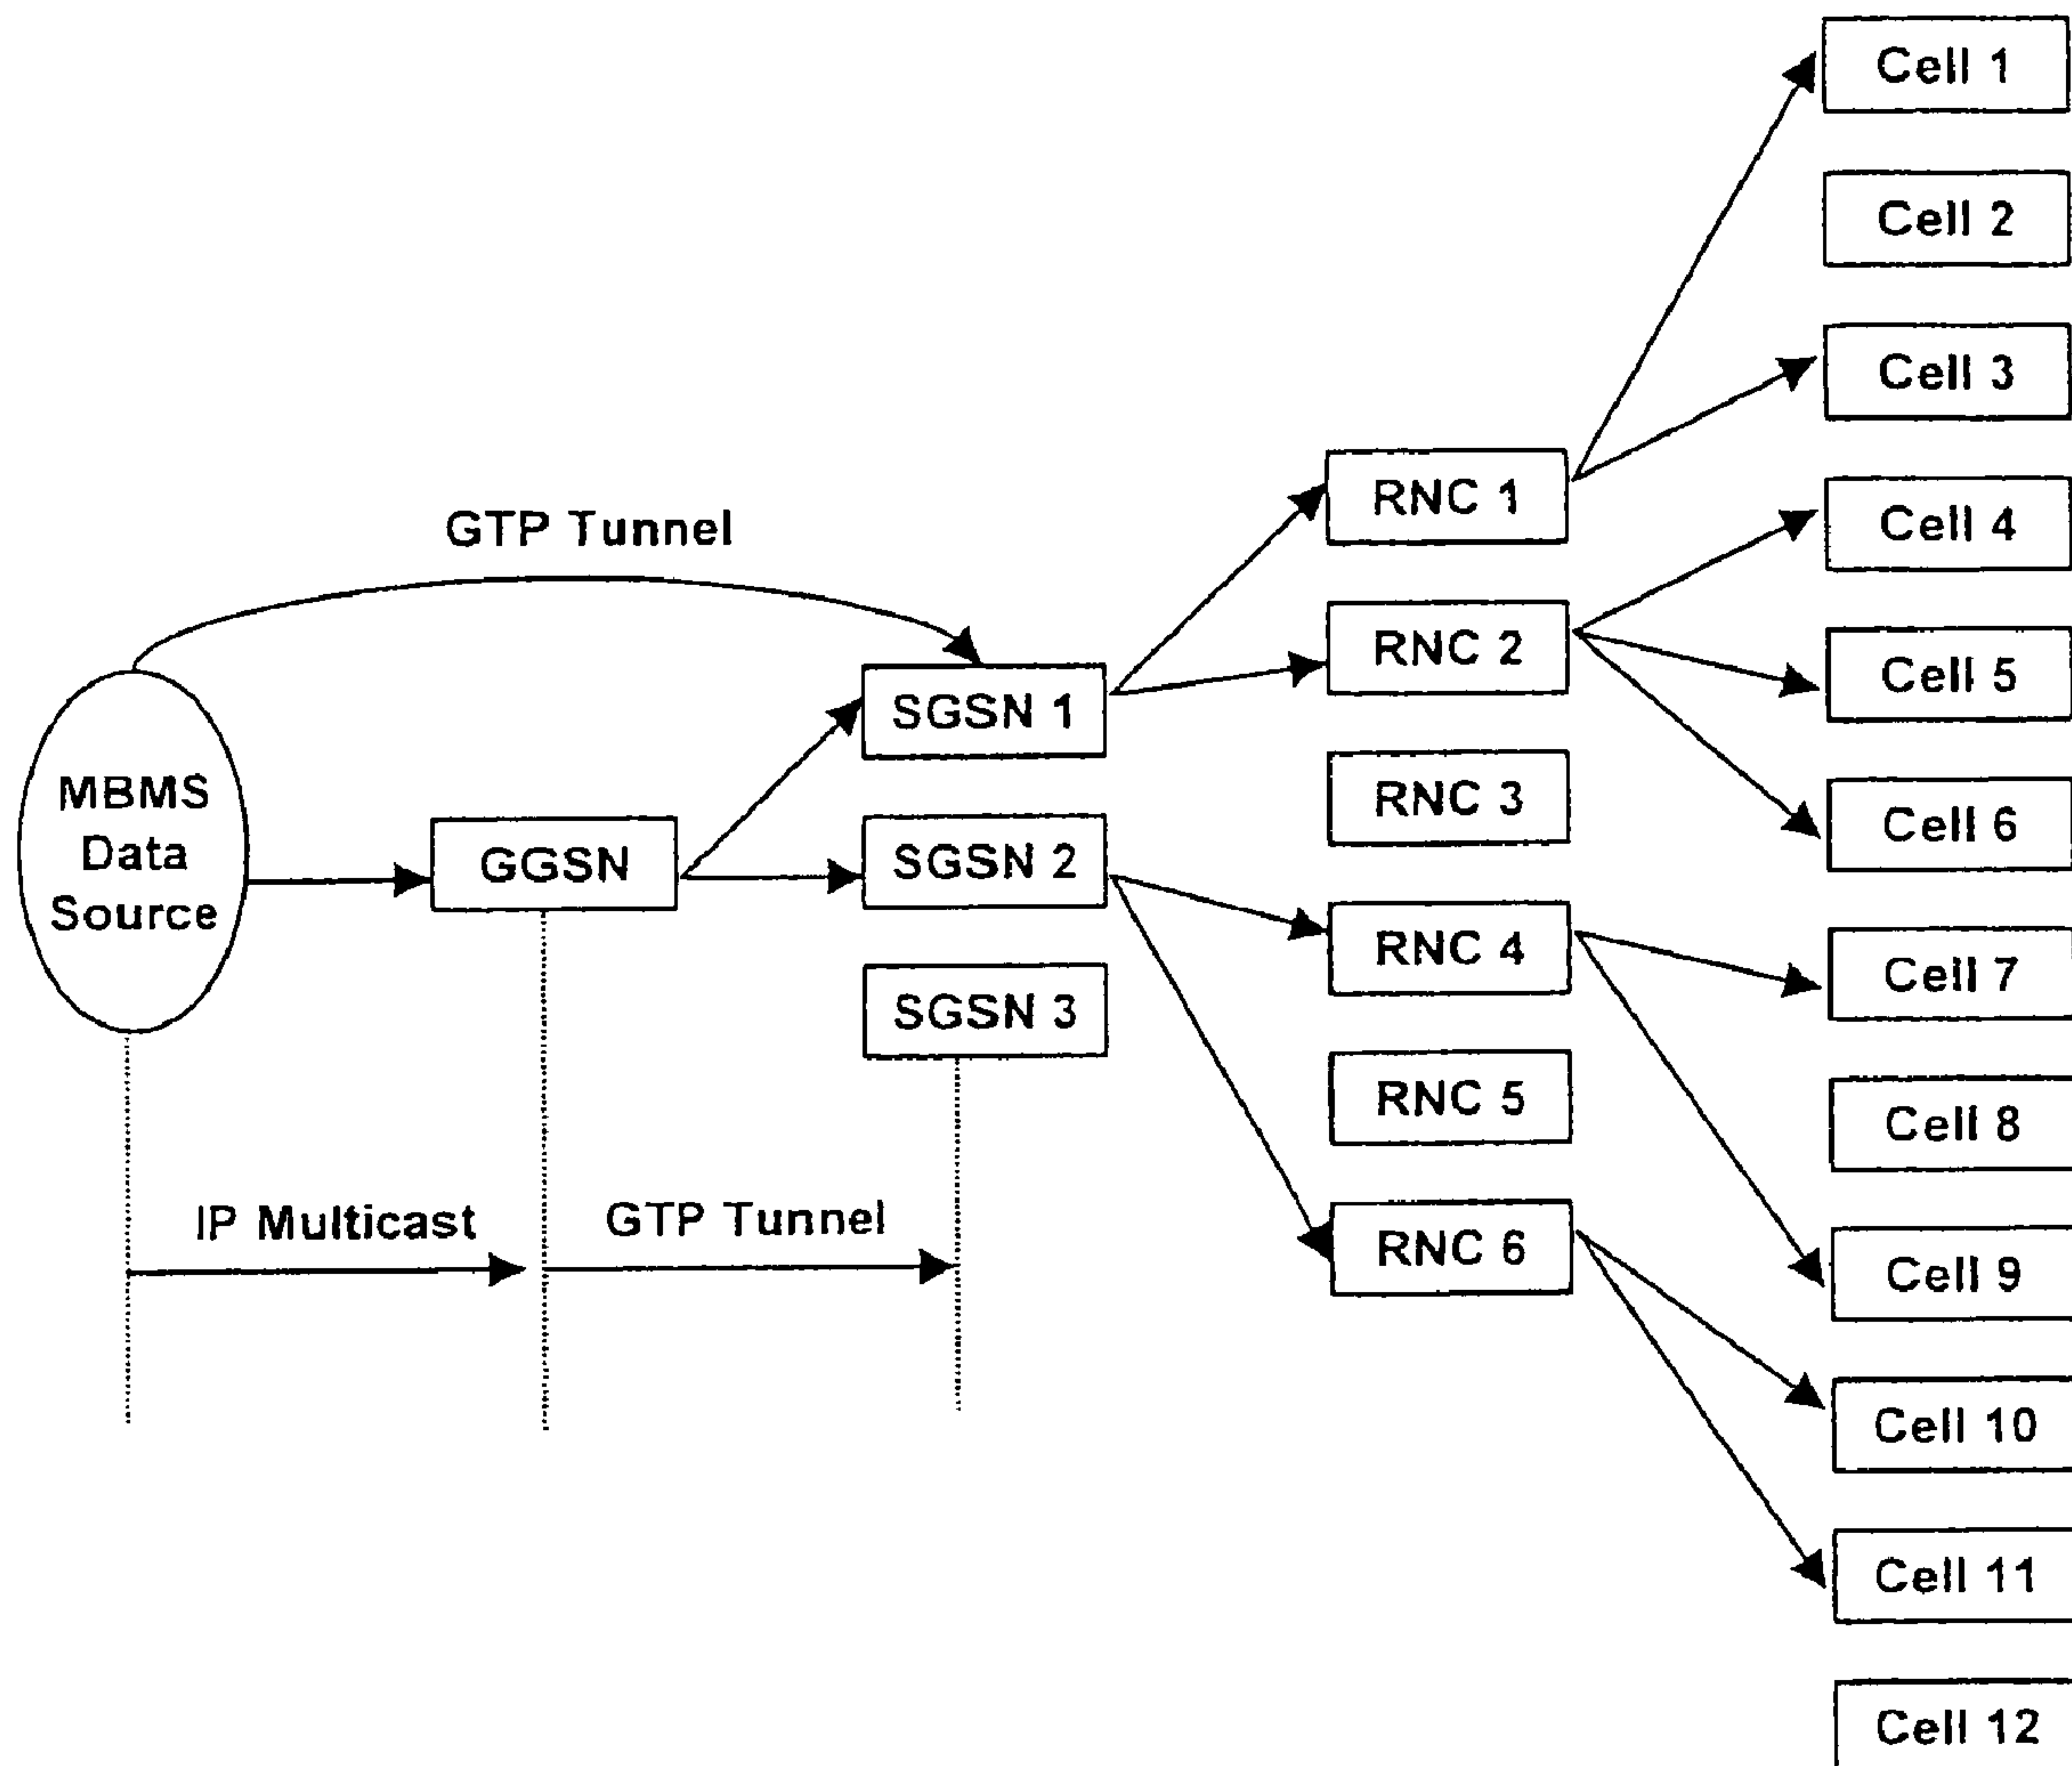 GTP Tunnel
MBMS
Data
Source
GGSN
SGSN 1
SGSN 2
SGSN 3
IP Multicast
GTP Tunnel
RNC 1
RNC 2
RNC 3
RNC 4
RNC 5
RNC 6
Cell 1
Cell 2
Cell 3
Cell 4
Cell 5
Cell 6
Cell 7
Cell 8
Cell 9
Cell 10
Cell 11
Cell 12